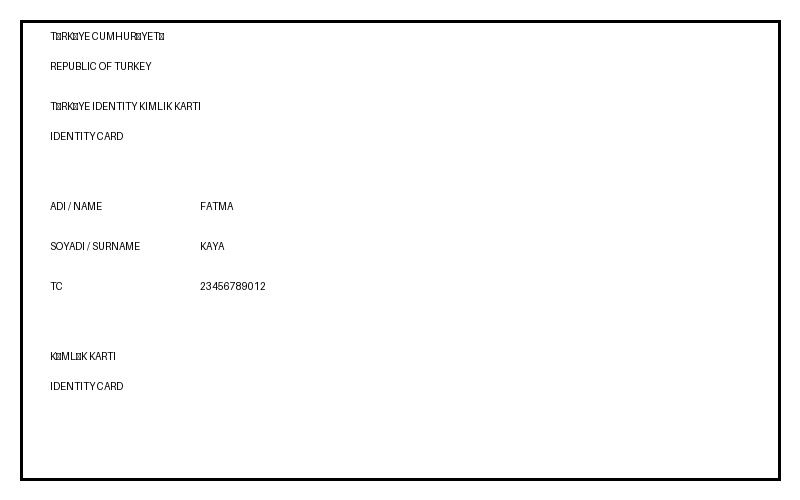 T▯RK▯YE CUMHUR▯YET▯
REPUBLIC OF TURKEY
T▯RK▯YE IDENTITY KIMLIK KARTI
IDENTITY CARD
ADI / NAME FATMA
SOYADI / SURNAME KAYA
TC 23456789012
K▯ML▯K KARTI
IDENTITY CARD